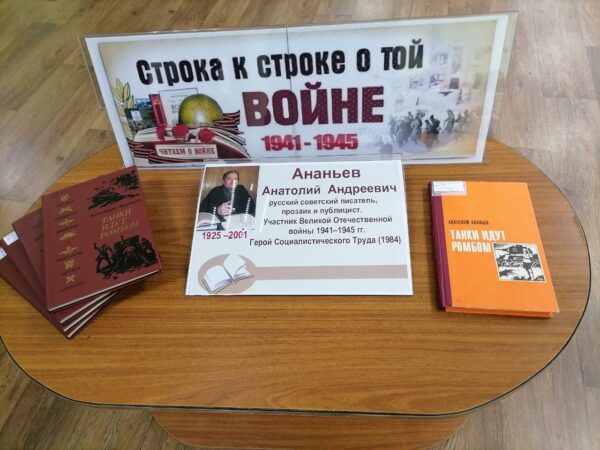 Строка к строке о той
ВОЙНЕ
1941-1945
ЧИТАЕМ О ВОЙНЕ
Ананьев
Анатолий Андреевич
русский советский писатель,
прозаик и публицист.
Участник Великой Отечественной
войны 1941–1945 гг.
Герой Социалистического Труда (1984)
1925 –2001
ТАНКИ
ИДУТ
РОМБОМ
АНАТОЛИЙ АНАНЬЕВ
ТАНКИ ИДУТ
РОМБОМ